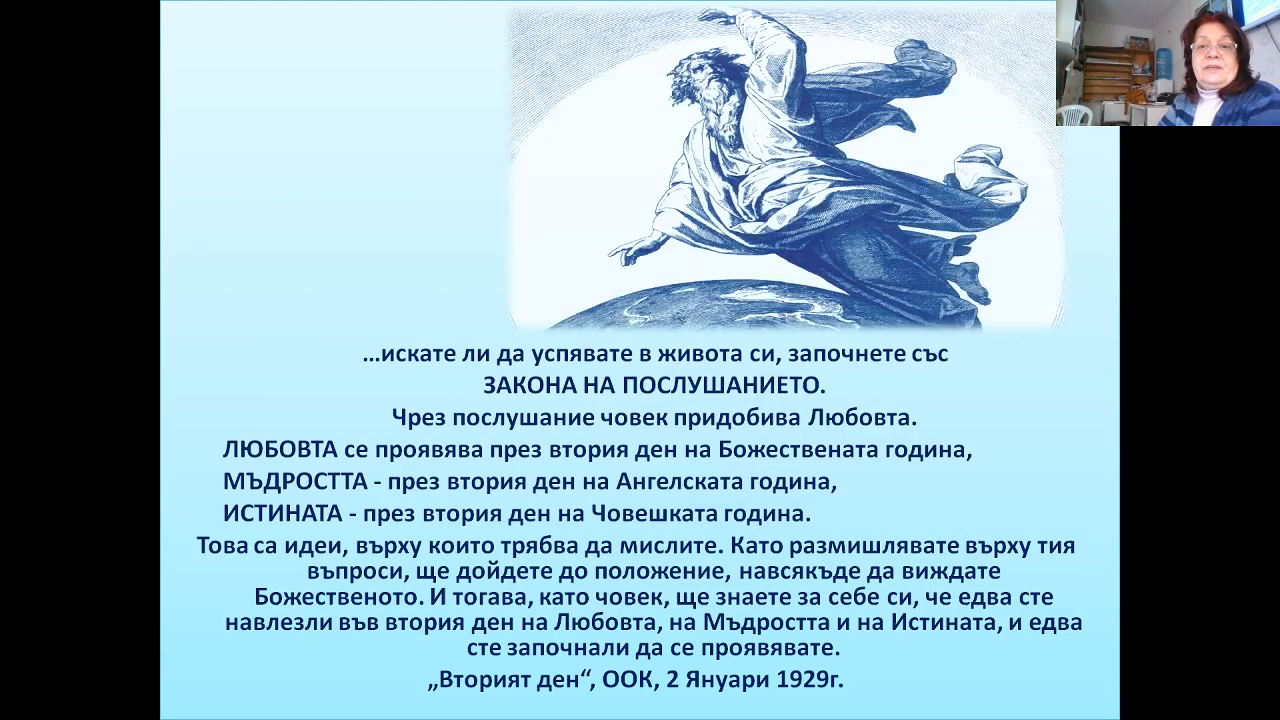 ...искате ли да успявате в живота си, започнете със
ЗАКОНА НА ПОСЛУШАНИЕТО.
Чрез послушание човек придобива Любовта.
ЛЮБОВТА се проявява през втория ден на Божествената година,
МЪДРОСТТА - през втория ден на Ангелската година,
ИСТИНАТА - през втория ден на Човешката година.
Това са идеи, върху които трябва да мислите. Като размишлявате върху тия
въпроси, ще дойдете до положение, навсякъде да виждате
Божественото. И тогава, като човек, ще знаете за себе си, че едва сте
навлезли във втория ден на Любовта, на Мъдростта и на Истината, и едва
сте започнали да се проявявате.
„Вторият ден“, ООК, 2 Януари 1929г.